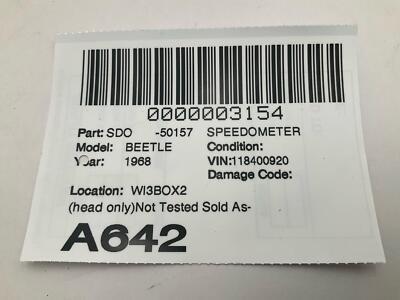 0000003154
Part: SDO -50157 SPEEDOMETER
Model: BEETLE Condition:
Year: 1968 VIN:118400920
Damage Code:
Location: WI3BOX2
(head only)Not Tested Sold As-
A642